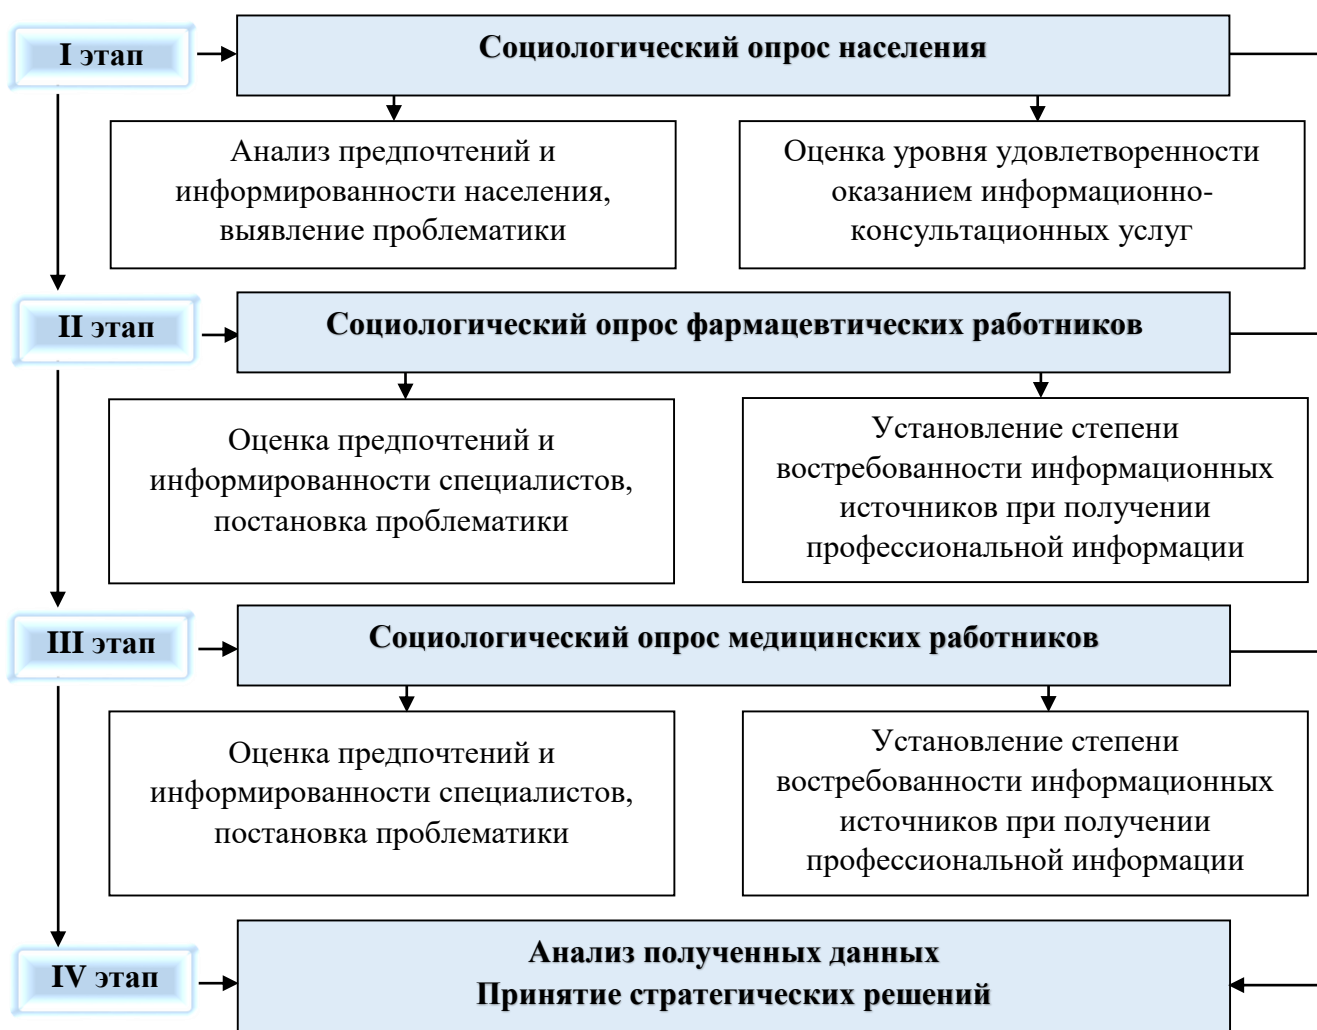 I этап
Социологический опрос населения
Анализ предпочтений и
информированности населения,
выявление проблематики
Оценка уровня удовлетворенности
оказанием информационно-
консультационных услуг
II этап
Социологический опрос фармацевтических работников
Оценка предпочтений и
информированности специалистов,
постановка проблематики
Установление степени
востребованности информационных
источников при получении
профессиональной информации
III этап
Социологический опрос медицинских работников
Оценка предпочтений и
информированности специалистов,
постановка проблематики
Установление степени
востребованности информационных
источников при получении
профессиональной информации
IV этап
Анализ полученных данных
Принятие стратегических решений